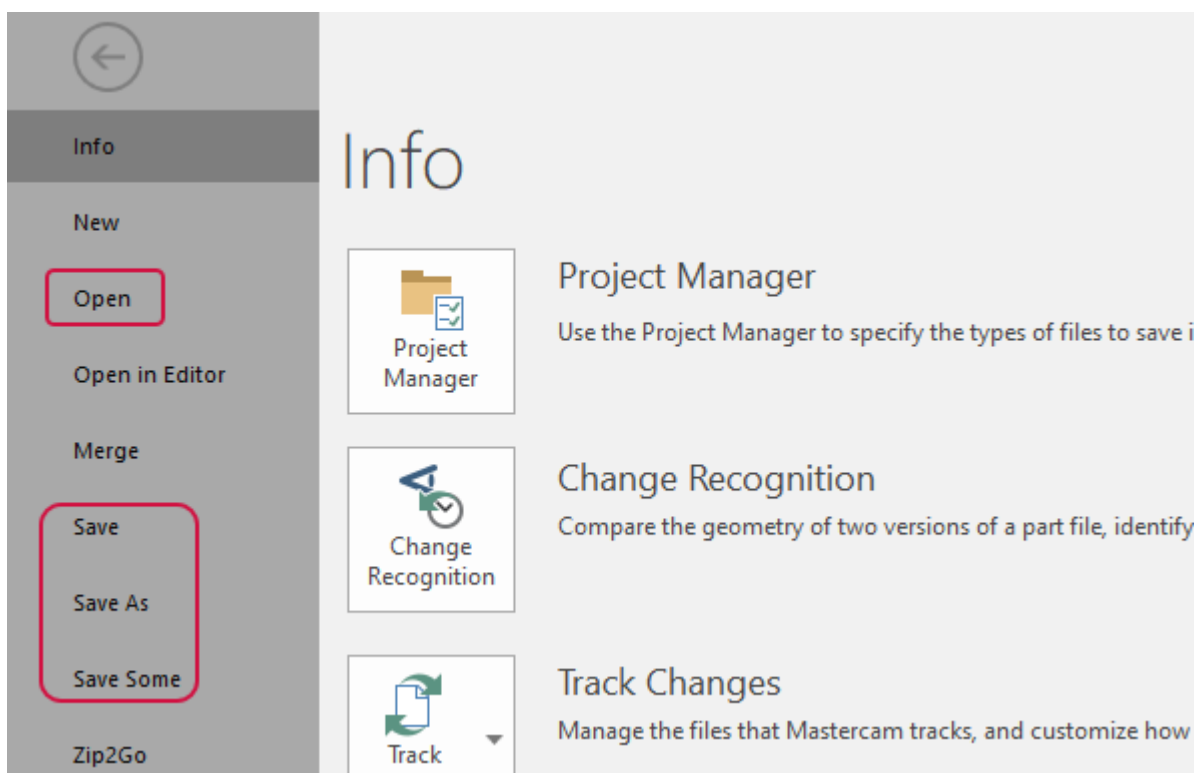 Info
New
Open
Open in Editor
Merge
Save
Save As
Save Some
Zip2Go
Info
Project
Manager
Project Manager
Use the Project Manager to specify the types of files to save i
Change
Recognition
Change Recognition
Compare the geometry of two versions of a part file, identify
Track
Track Changes
Manage the files that Mastercam tracks, and customize how